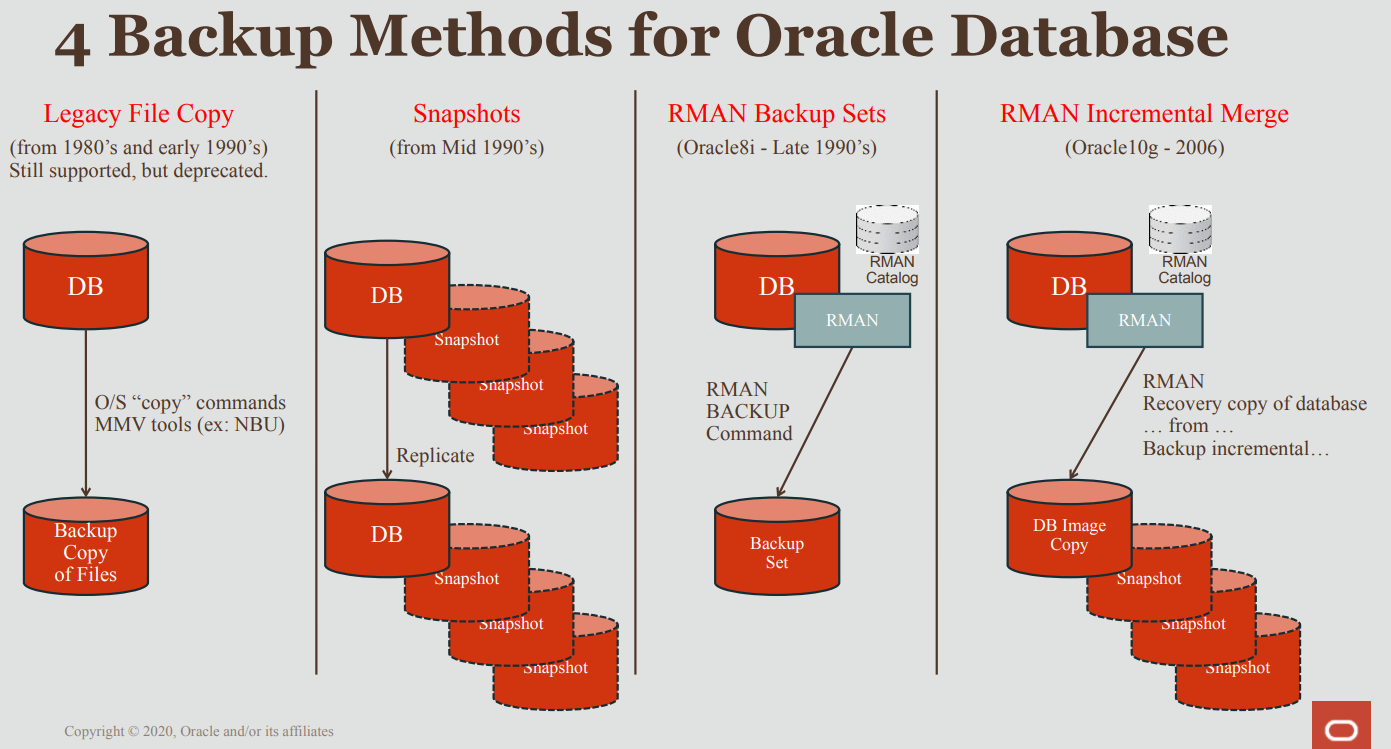 4 Backup Methods for Oracle Database
Legacy File Copy
(from 1980's and early 1990's)
Still supported, but deprecated.
DB
O/S “copy” commands
MMV tools (ex: NBU)
Backup
Copy
of Files
Snapshots
(from Mid 1990's)
DB
Snapshot
Snapshot
Snapshot
Replicate
DB
Snapshot
Snapshot
Snapshot
RMAN Backup Sets
(Oracle8i - Late 1990's)
RMAN
Catalog
DB
RMAN
RMAN
BACKUP
Command
Backup
Set
RMAN Incremental Merge
(Oracle10g - 2006)
RMAN
Catalog
DB
RMAN
RMAN
Recovery copy of database
… from …
Backup incremental…
DB Image
Copy
Snapshot
Snapshot
Snapshot
Copyright © 2020, Oracle and/or its affiliates